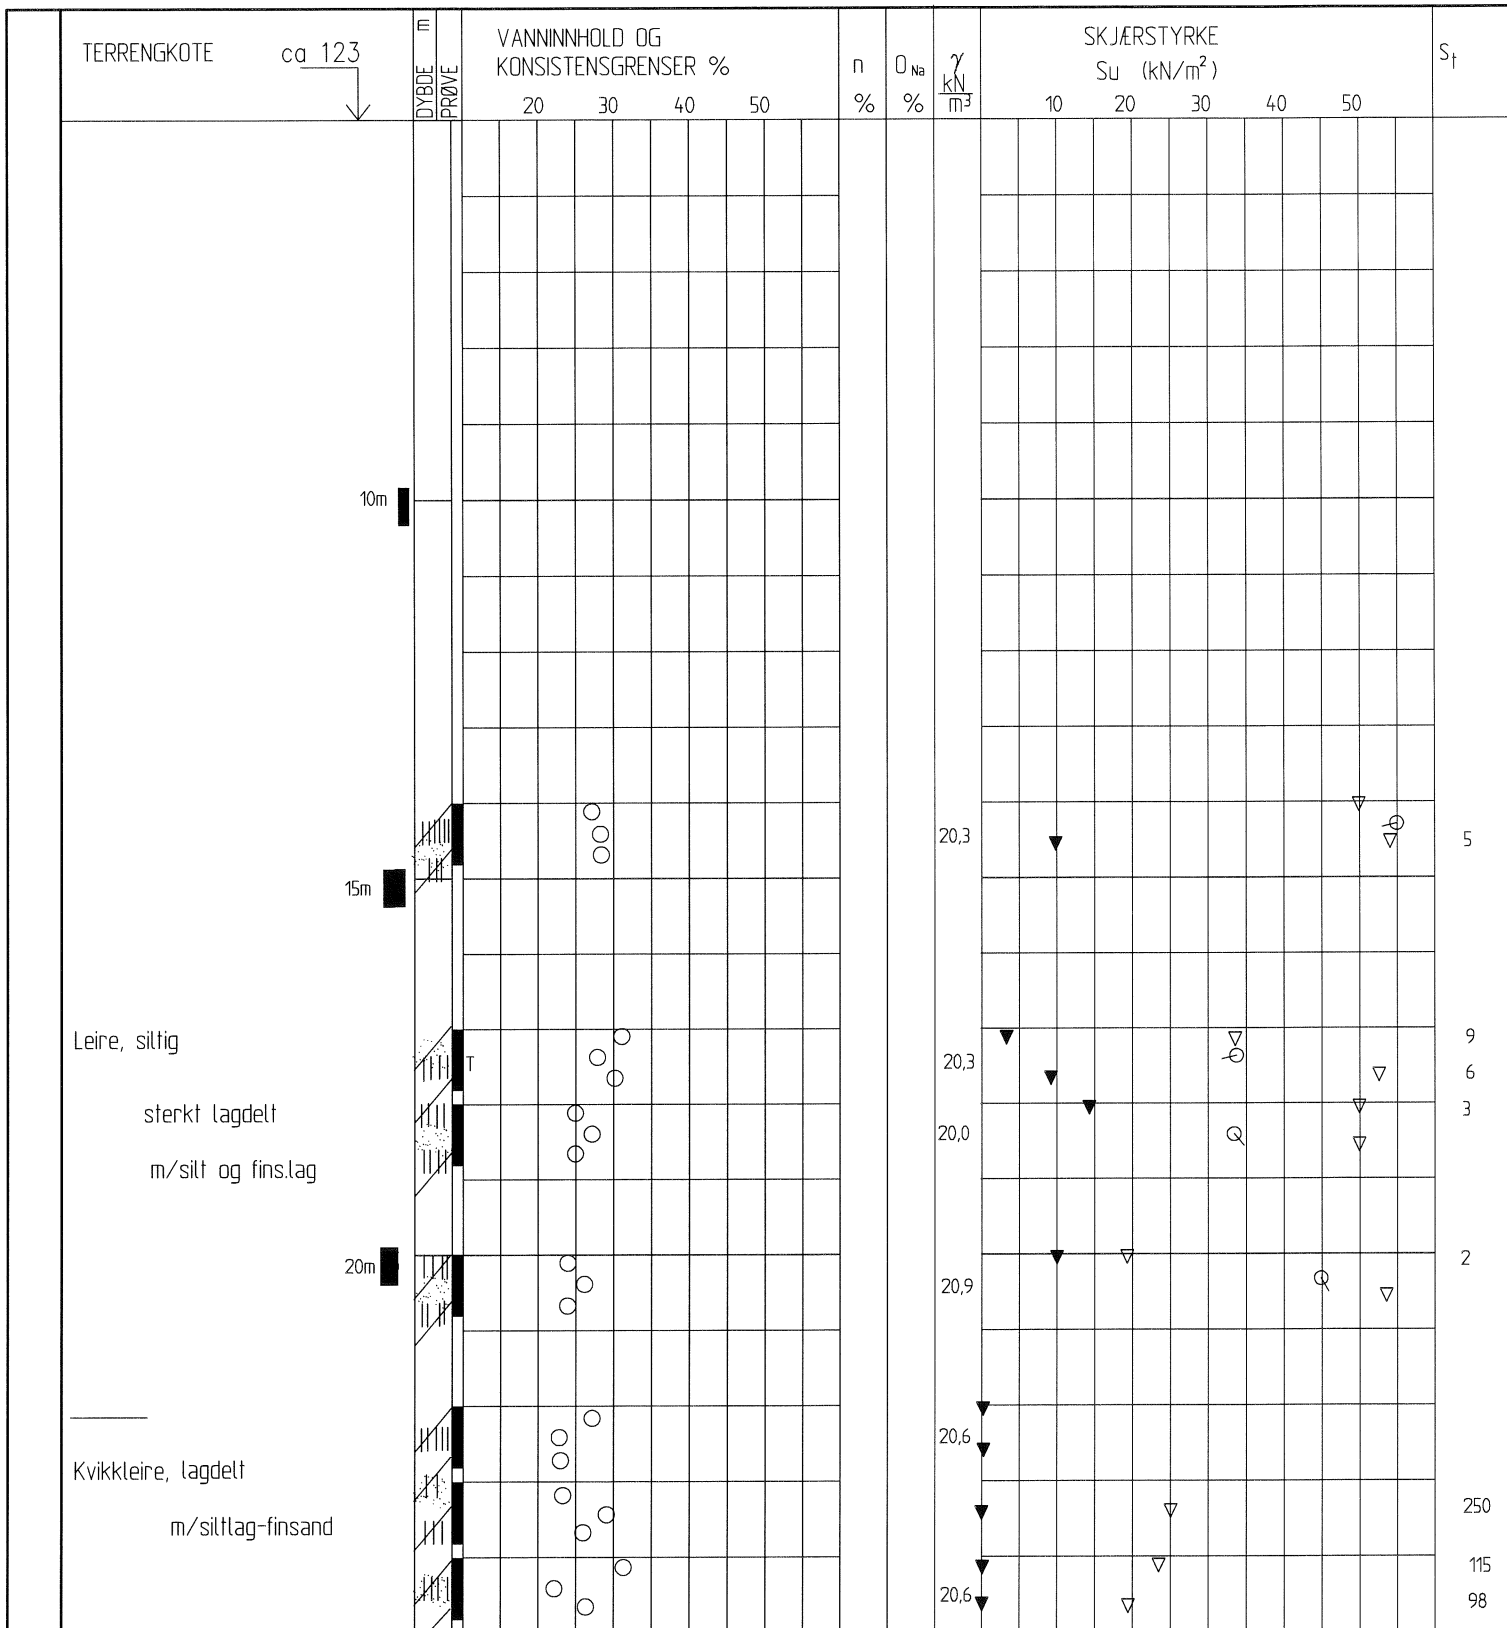 TERRENGKOTE ca 123
m
DYBDE
PRØVE
VANNINNHOLD OG
KONSISTENSGRENSER %
20 30 40 50
n
%
O Na
%
γ
kN
m³
SKJÆRSTYRKE
Su (kN/m²)
10 20 30 40 50
St
10m
20,3
5
15m
Leire, siltig
T
20,3
9
6
sterkt lagdelt
3
20,0
m/silt og fins.lag
20m
2
20,9
20,6
Kvikkleire, lagdelt
250
m/siltlag-finsand
115
20,6
98